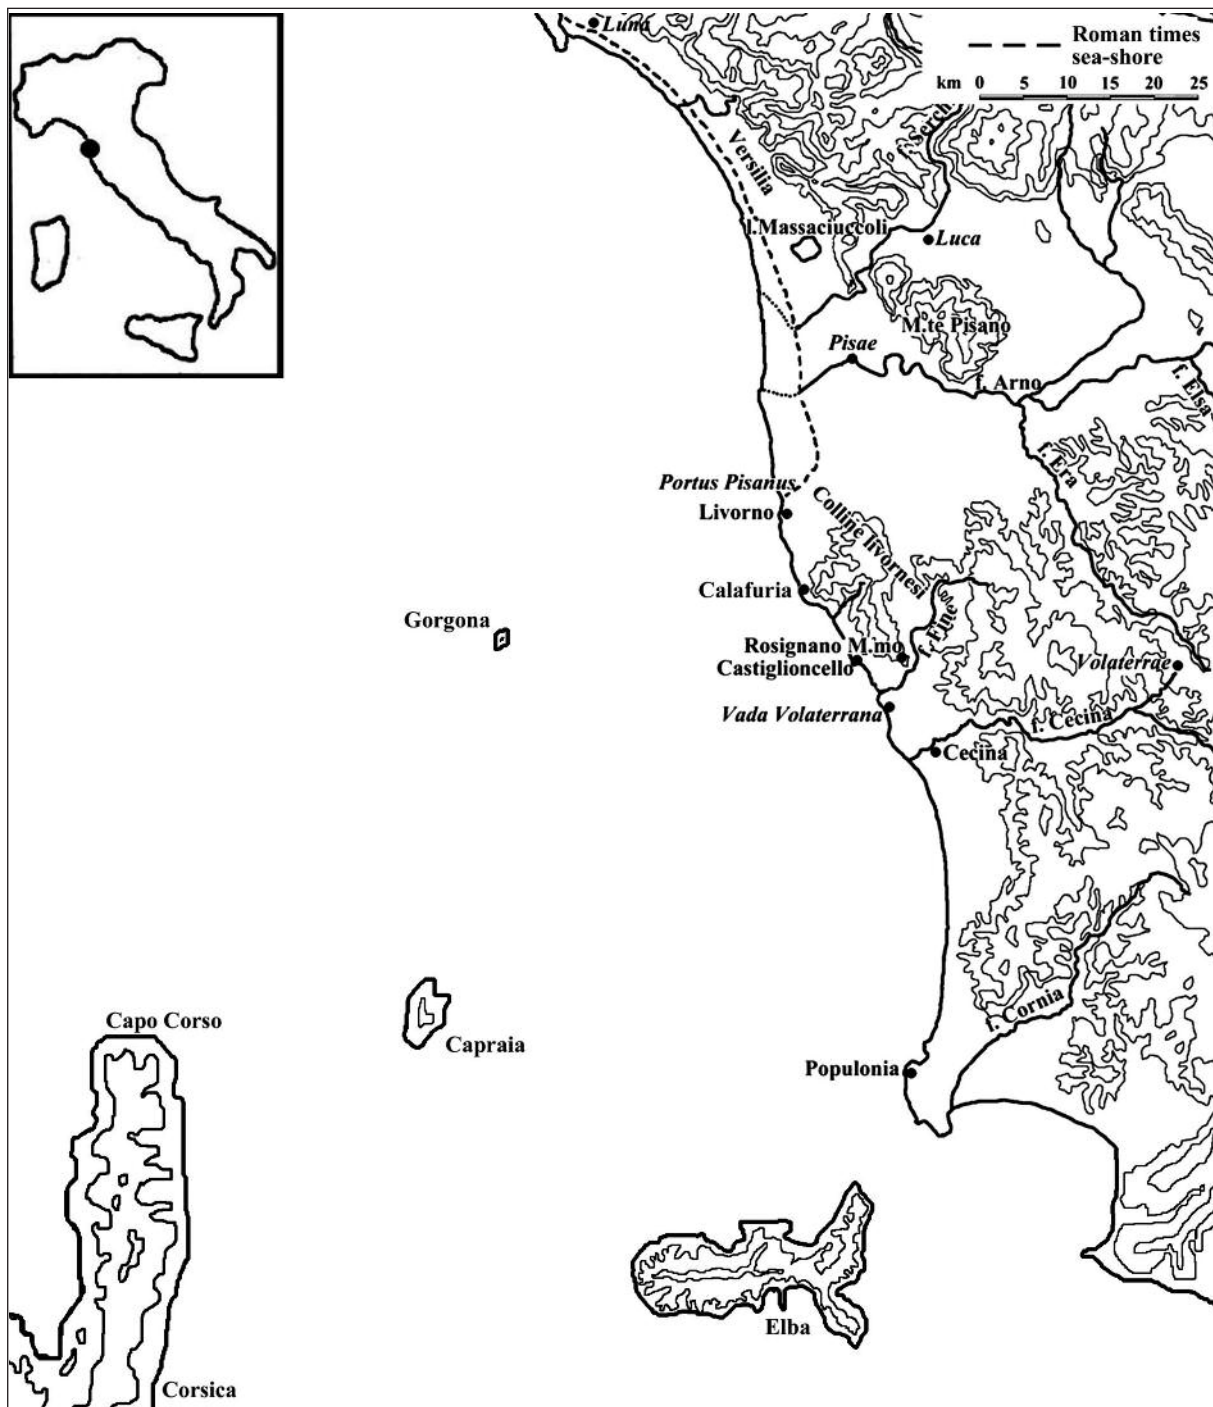 Luna
Roman times
sea-shore
km 0 5 10 15 20 25
Versilia
f. Serch
l.Massaciuccoli
Luca
M.te Pisano
Pisae
f. Arno
f. Elsa
f. Era
Portus Pisanus
Livorno
Colline livornesi
Calafuria
Gorgona
f. Fine
Rosignano M.mo
Castiglioncello
Volaterrae
Vada Volaterrana
f. Cecina
Cecina
f. Cornia
Capo Corso
Capraia
Populonia
Elba
Corsica